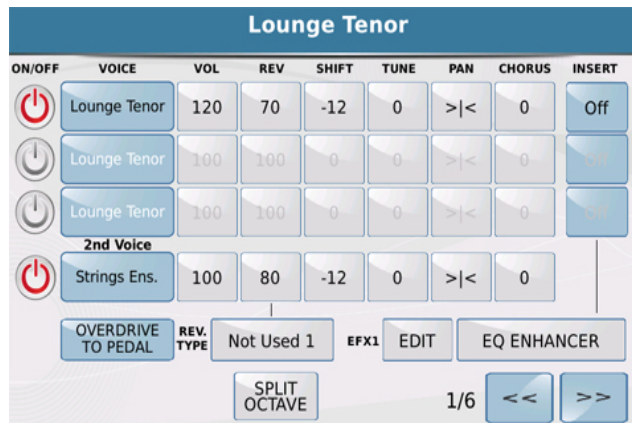 Lounge Tenor
ON/OFF VOICE VOL REV SHIFT TUNE PAN CHORUS INSERT
Lounge Tenor 120 70 -12 0 >|< 0 Off
Lounge Tenor 100 100 0 0 >|< 0 Off
Lounge Tenor 100 100 0 0 >|< 0 Off
2nd Voice
Strings Ens. 100 80 -12 0 >|< 0
OVERDRIVE TO PEDAL REV. TYPE Not Used 1 EFX1 EDIT EQ ENHANCER
SPLIT OCTAVE 1/6 << >>